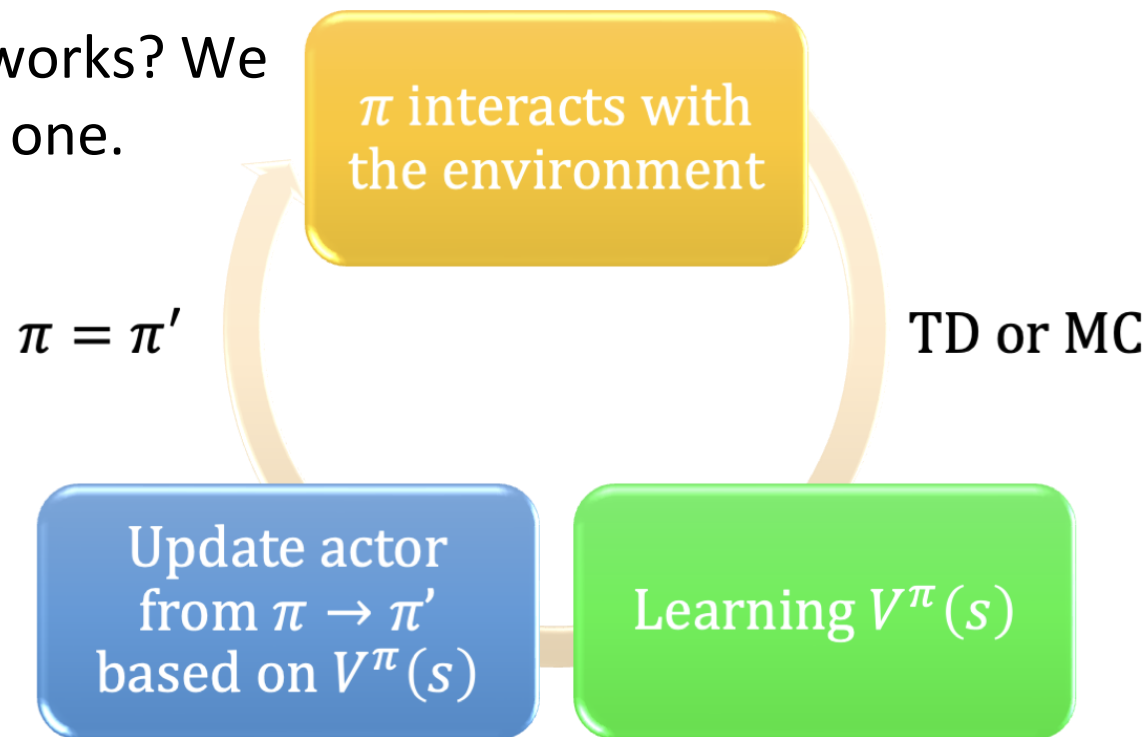 works? We
one.
π interacts with
the environment
π = π′
TD or MC
Update actor
from π → π’
based on V^π(s)
Learning V^π(s)